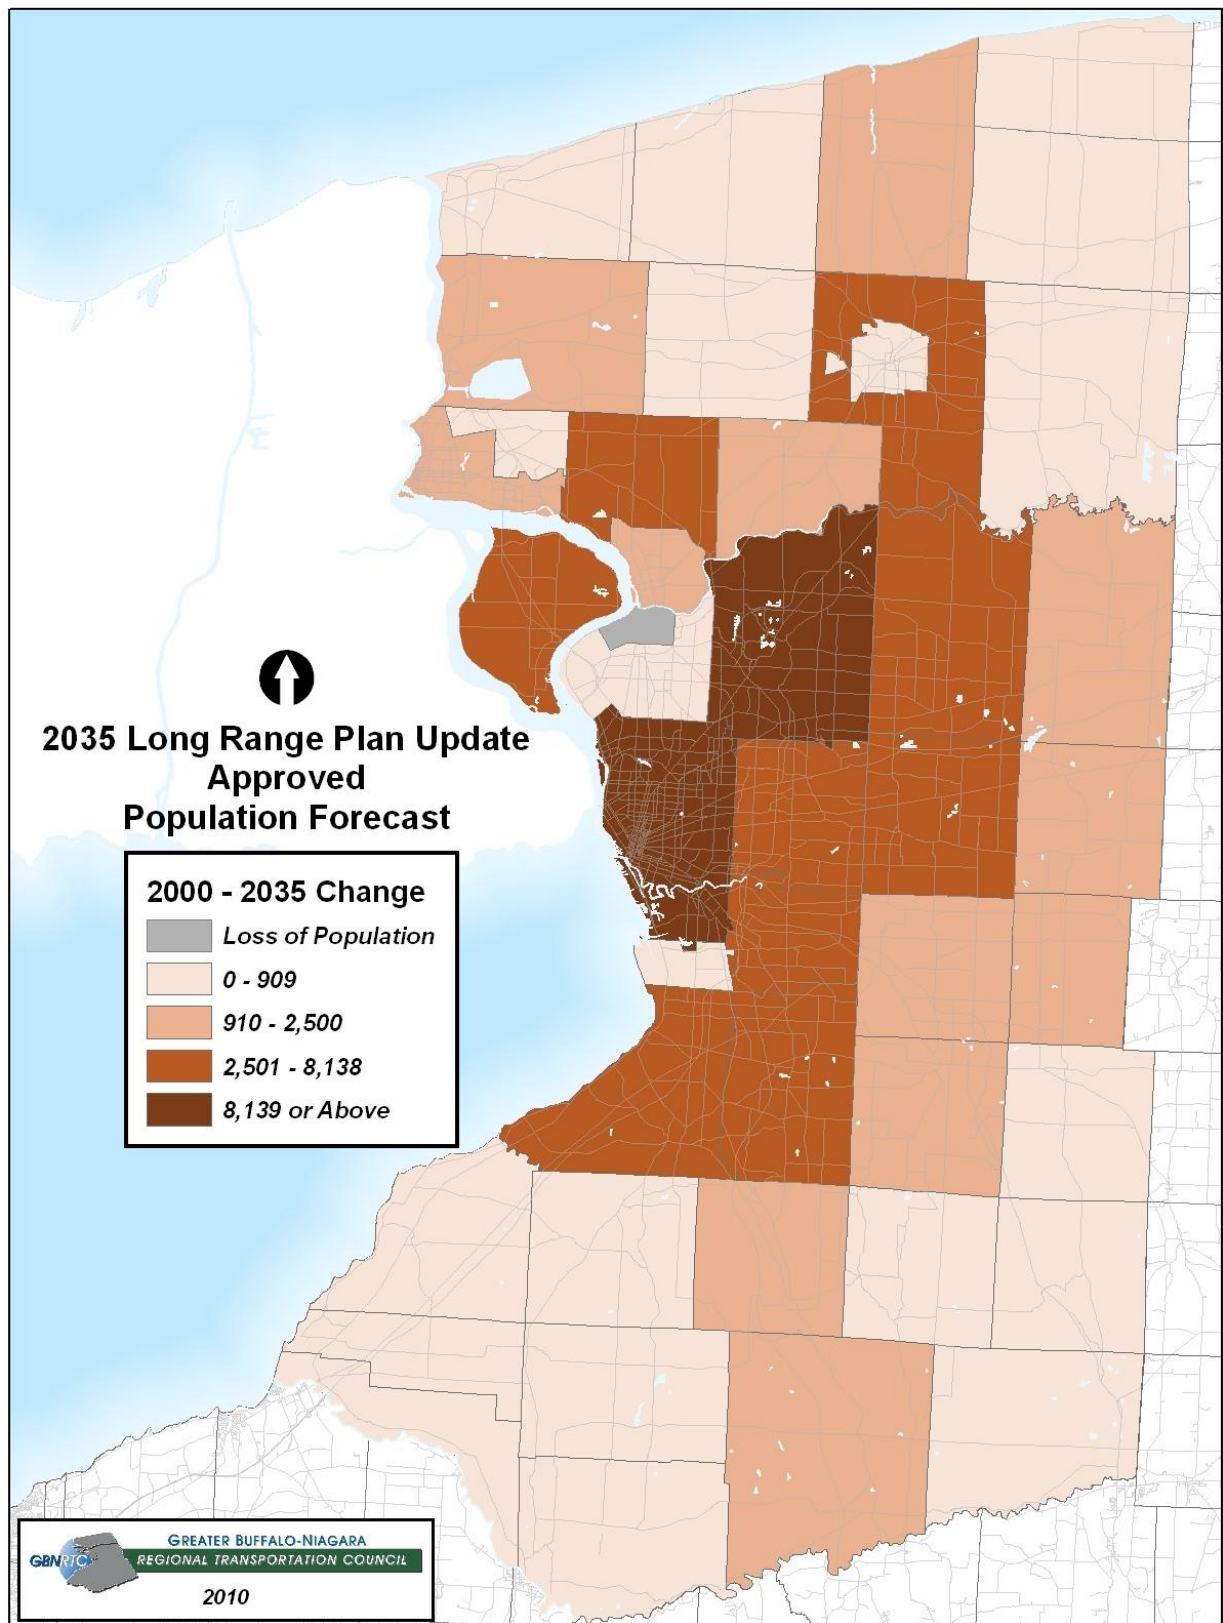 2035 Long Range Plan Update
Approved
Population Forecast
2000 - 2035 Change
Loss of Population
0 - 909
910 - 2,500
2,501 - 8,138
8,139 or Above
GBNRTC
GREATER BUFFALO-NIAGARA
REGIONAL TRANSPORTATION COUNCIL
2010